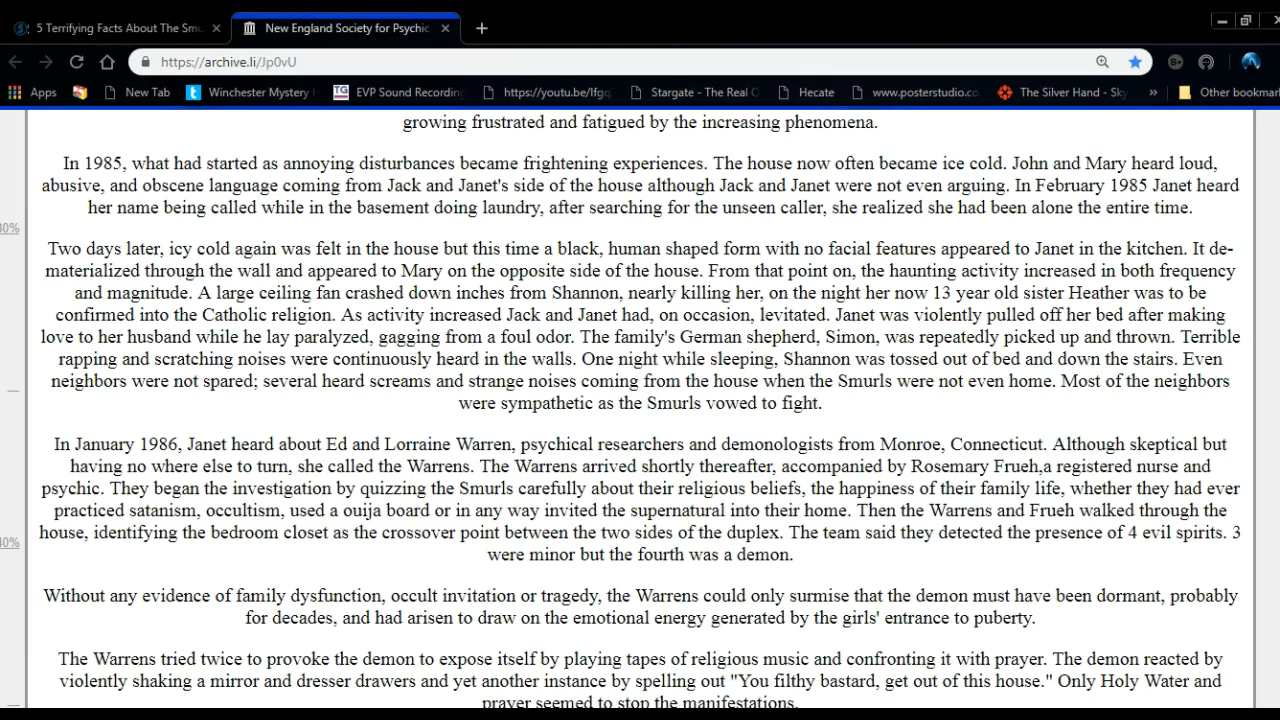 5 Terrifying Facts About The Smu
New England Society for Psychic
https://archive.li/Jp0vU
Apps
New Tab
Winchester Mystery
EVP Sound Recording
https://youtu.be/lfgq
Stargate - The Real O
Hecate
www.posterstudio.co
The Silver Hand - Sky
»
Other bookmar
growing frustrated and fatigued by the increasing phenomena.
In 1985, what had started as annoying disturbances became frightening experiences. The house now often became ice cold. John and Mary heard loud,
abusive, and obscene language coming from Jack and Janet's side of the house although Jack and Janet were not even arguing. In February 1985 Janet heard
her name being called while in the basement doing laundry, after searching for the unseen caller, she realized she had been alone the entire time.
30%
Two days later, icy cold again was felt in the house but this time a black, human shaped form with no facial features appeared to Janet in the kitchen. It de-
materialized through the wall and appeared to Mary on the opposite side of the house. From that point on, the haunting activity increased in both frequency
and magnitude. A large ceiling fan crashed down inches from Shannon, nearly killing her, on the night her now 13 year old sister Heather was to be
confirmed into the Catholic religion. As activity increased Jack and Janet had, on occasion, levitated. Janet was violently pulled off her bed after making
love to her husband while he lay paralyzed, gagging from a foul odor. The family's German shepherd, Simon, was repeatedly picked up and thrown. Terrible
rapping and scratching noises were continuously heard in the walls. One night while sleeping, Shannon was tossed out of bed and down the stairs. Even
neighbors were not spared; several heard screams and strange noises coming from the house when the Smurls were not even home. Most of the neighbors
were sympathetic as the Smurls vowed to fight.
In January 1986, Janet heard about Ed and Lorraine Warren, psychical researchers and demonologists from Monroe, Connecticut. Although skeptical but
having no where else to turn, she called the Warrens. The Warrens arrived shortly thereafter, accompanied by Rosemary Frueh,a registered nurse and
psychic. They began the investigation by quizzing the Smurls carefully about their religious beliefs, the happiness of their family life, whether they had ever
practiced satanism, occultism, used a ouija board or in any way invited the supernatural into their home. Then the Warrens and Frueh walked through the
house, identifying the bedroom closet as the crossover point between the two sides of the duplex. The team said they detected the presence of 4 evil spirits. 3
40%
were minor but the fourth was a demon.
Without any evidence of family dysfunction, occult invitation or tragedy, the Warrens could only surmise that the demon must have been dormant, probably
for decades, and had arisen to draw on the emotional energy generated by the girls' entrance to puberty.
The Warrens tried twice to provoke the demon to expose itself by playing tapes of religious music and confronting it with prayer. The demon reacted by
violently shaking a mirror and dresser drawers and yet another instance by spelling out "You filthy bastard, get out of this house." Only Holy Water and
prayer seemed to stop the manifestations.